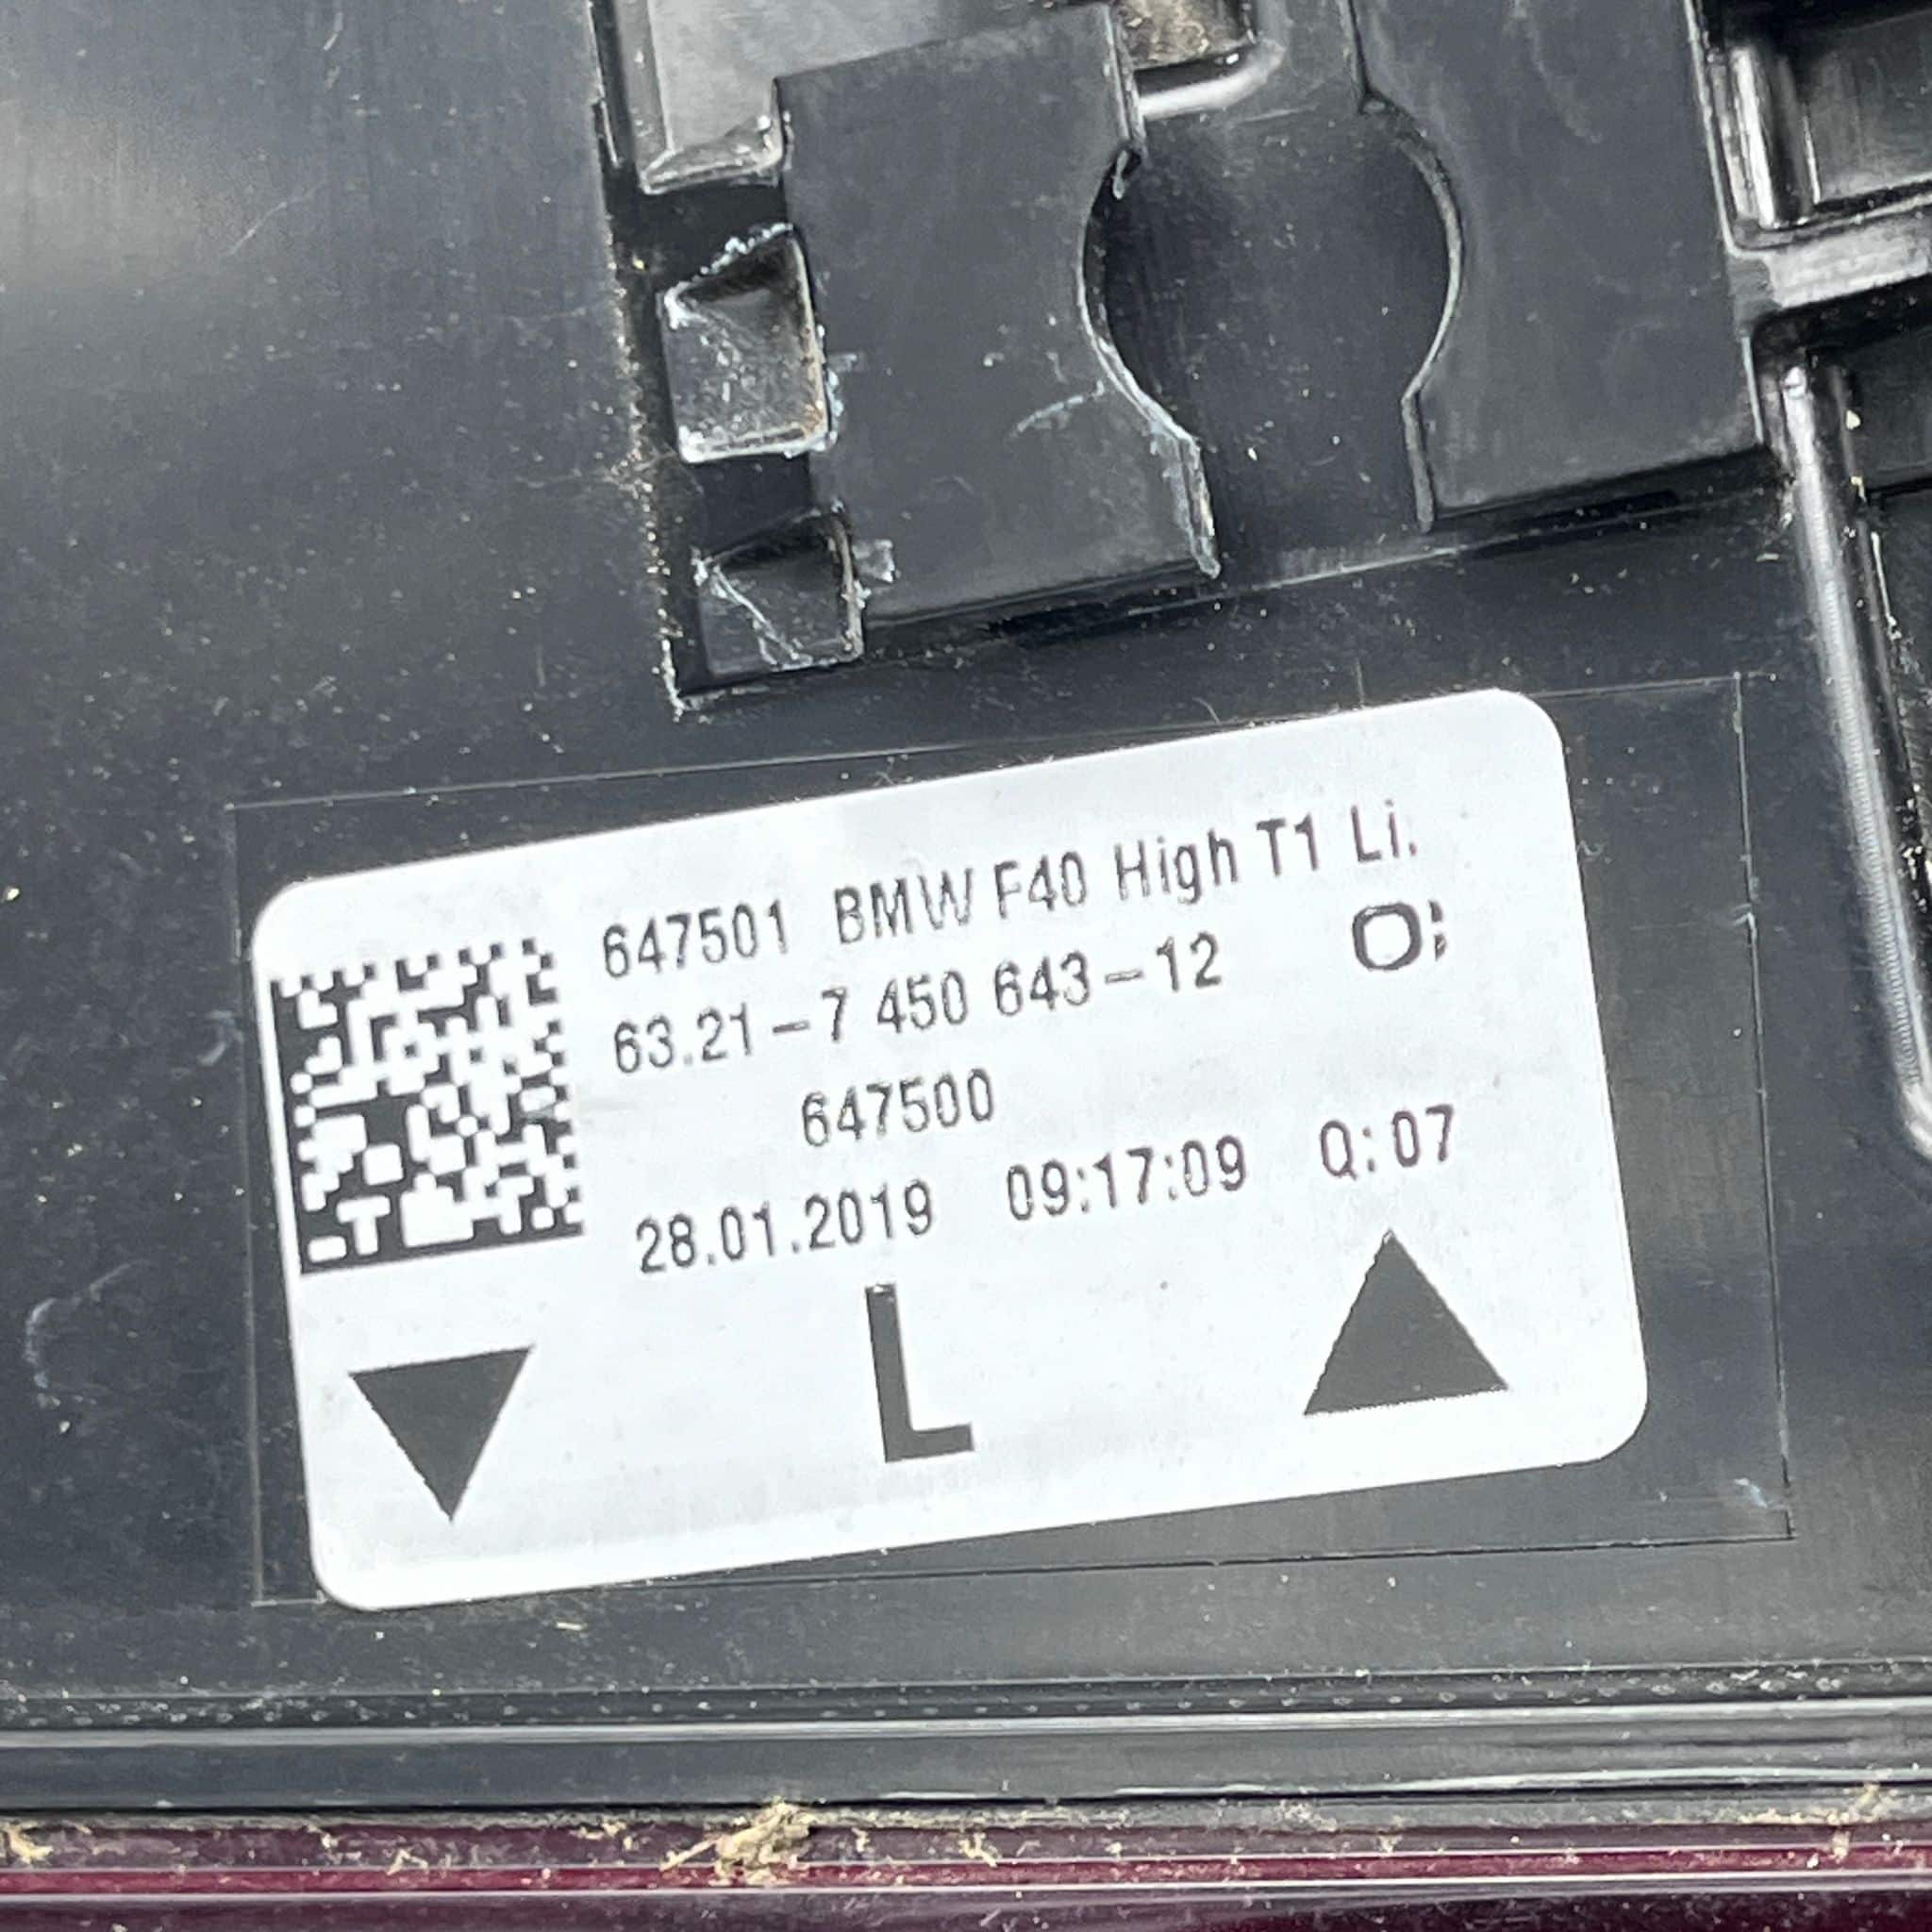 647501 BMW F40 High T1 Li.
63.21-7 450 643-12
647500
28.01.2019 09:17:09 Q: 07
L